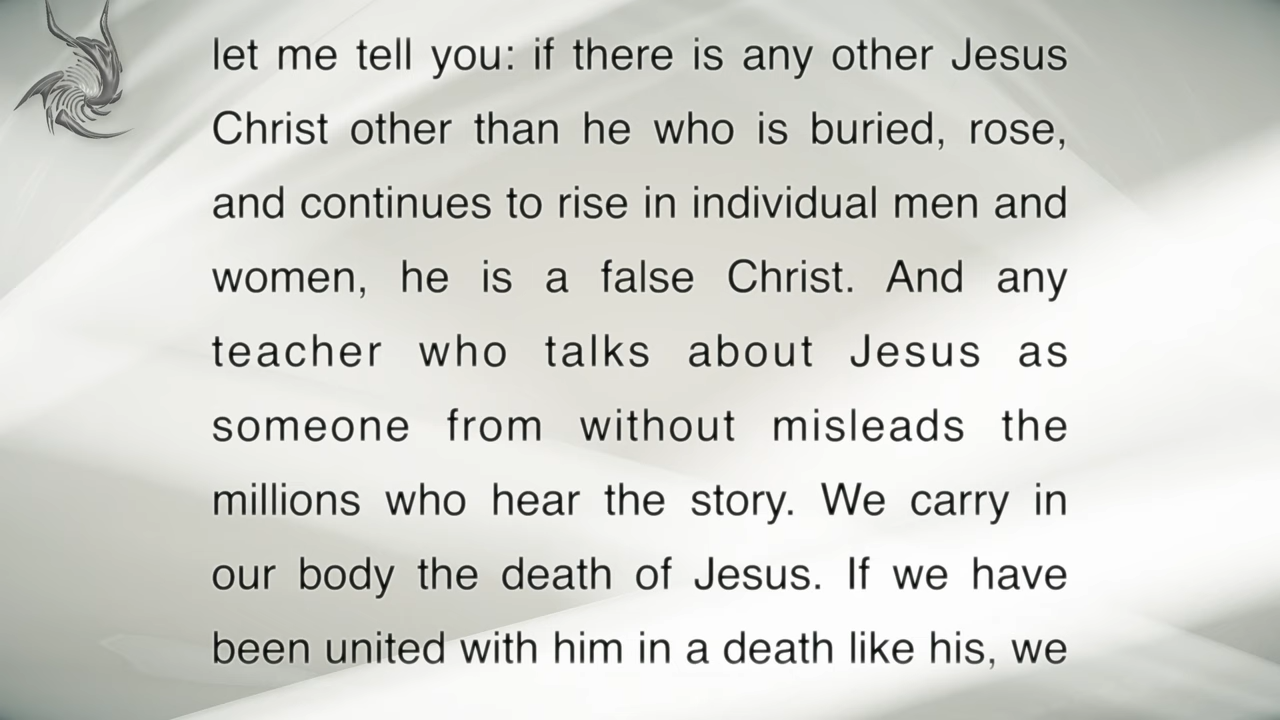 let me tell you: if there is any other Jesus
Christ other than he who is buried, rose,
and continues to rise in individual men and
women, he is a false Christ. And any
teacher who talks about Jesus as
someone from without misleads the
millions who hear the story. We carry in
our body the death of Jesus. If we have
been united with him in a death like his, we